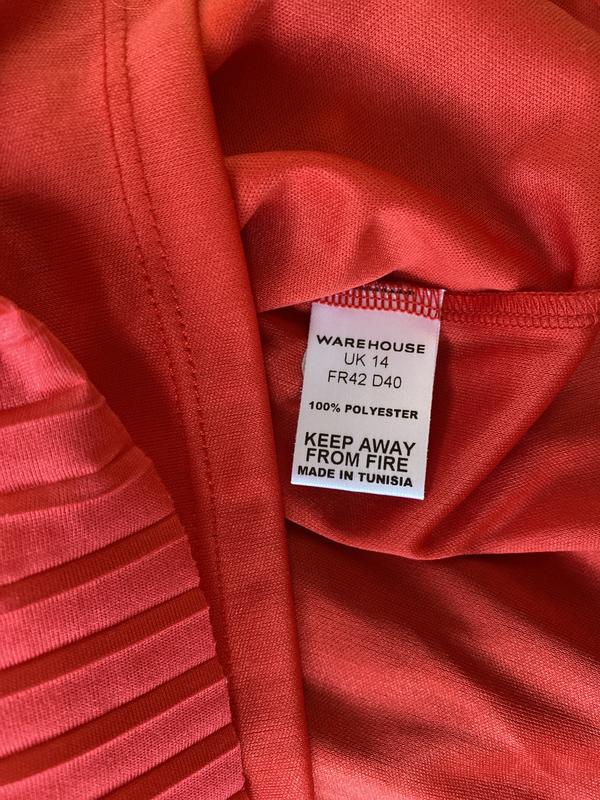 WAREHOUSE
UK 14
FR42 D40
100% POLYESTER
KEEP AWAY
FROM FIRE
MADE IN TUNISIA